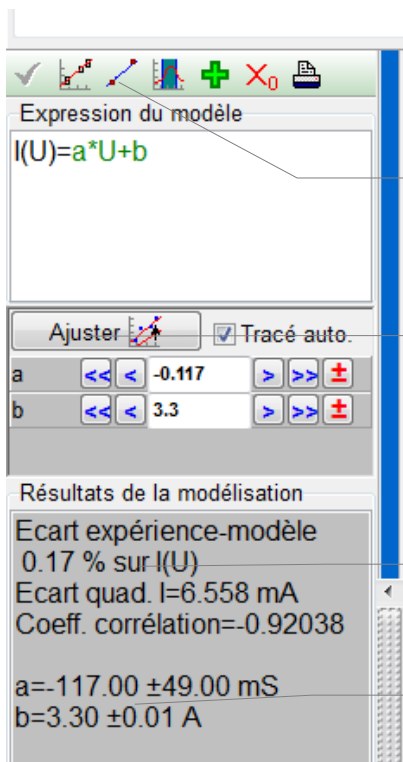 X₀
Expression du modèle
I(U)=a*U+b
Ajuster
Tracé auto.
a << < -0.117 > >> ±
b << < 3.3 > >> ±
Résultats de la modélisation
Ecart expérience-modèle
0.17 % sur I(U)
Ecart quad. I=6.558 mA
Coeff. corrélation=-0.92038
a=-117.00 ±49.00 mS
b=3.30 ±0.01 A